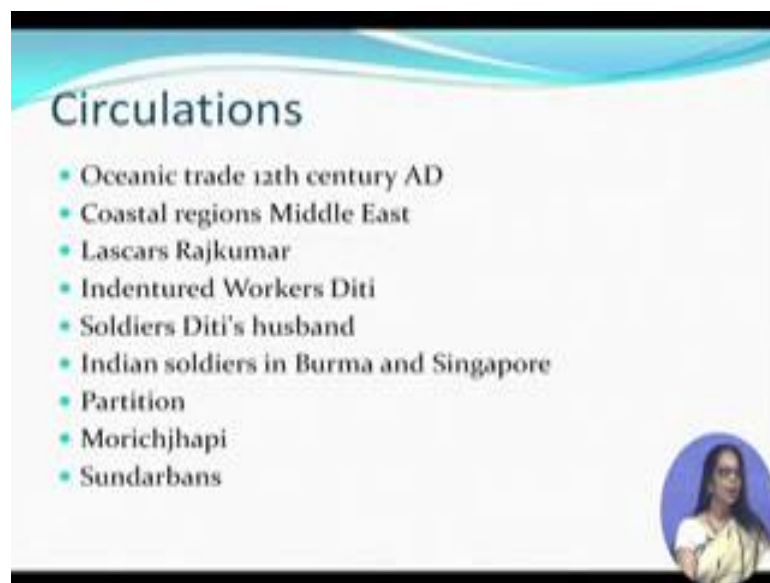 Circulations
Oceanic trade 12th century AD
Coastal regions Middle East
Lascars Rajkumar
Indentured Workers Diti
Soldiers Diti's husband
Indian soldiers in Burma and Singapore
Partition
Morichjhapi
Sundarbans